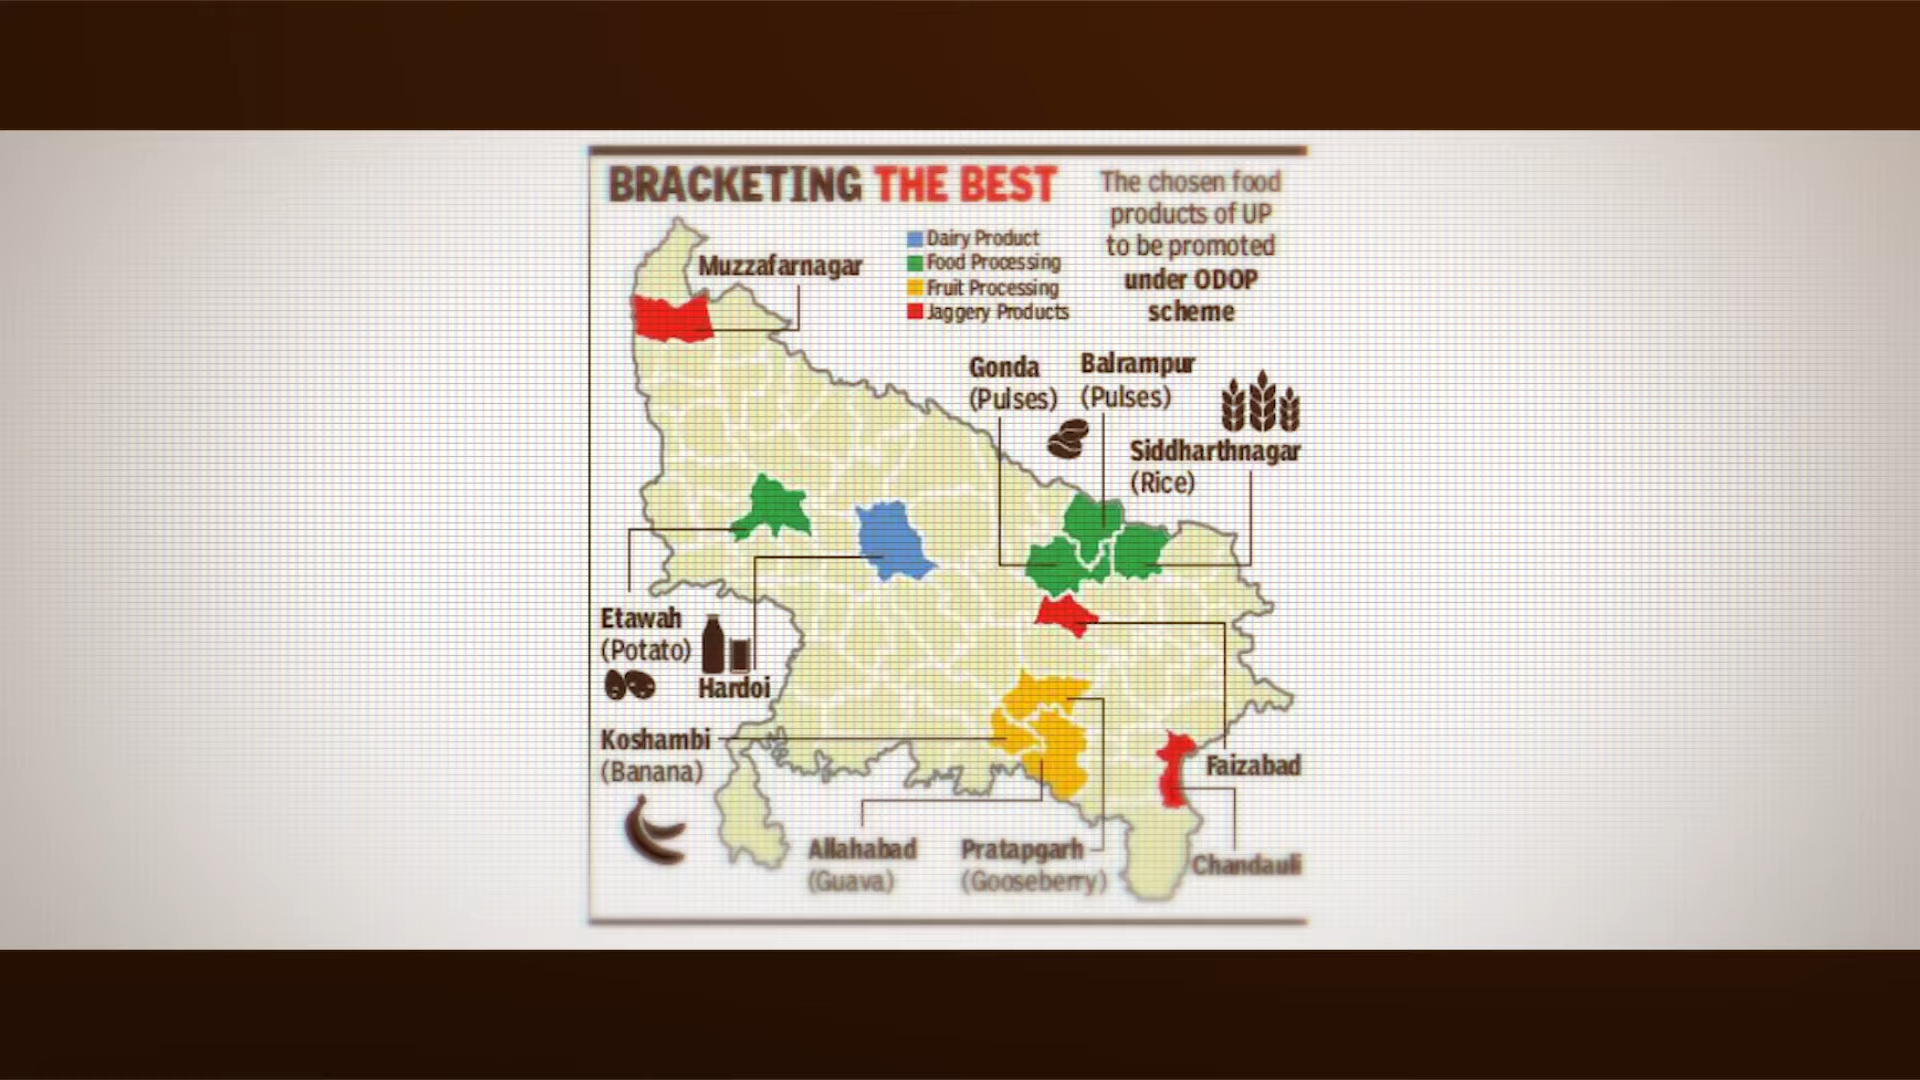 BRACKETING THE BEST
The chosen food
products of UP
to be promoted
under ODOP
scheme
Dairy Product
Food Processing
Fruit Processing
Jaggery Products
Muzzafarnagar
Gonda
(Pulses)
Balrampur
(Pulses)
Siddharthnagar
(Rice)
Etawah
(Potato)
Hardoi
Koshambi
(Banana)
Faizabad
Allahabad
(Guava)
Pratapgarh
(Gooseberry)
Chandauli